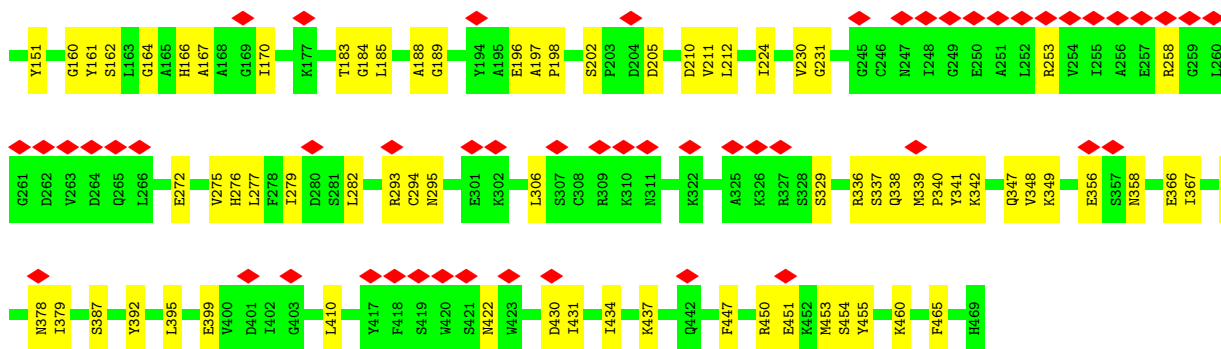 Y151 G160 Y161 S162 L163 G164 A165 H166 A167 A168 G169 I170 K177 T183 G184 L185 A188 G189 Y194 A195 E196 A197 P198 S202 P203 D204 D205 D210 V211 L212 I224 V230 G231 G245 C246 N247 I248 G249 E250 A251 L252 R253 V254 I255 A256 E257 R258 G259 L260
G261 D262 V263 D264 Q265 L266 E272 V275 H276 L277 F278 I279 D280 S281 L282 R293 C294 N295 E301 K302 L306 S307 C308 R309 K310 N311 K322 A325 K326 R327 S328 S329 R336 S337 Q338 M339 P340 Y341 K342 Q347 V348 K349 E356 S357 N358 E366 I367
N378 I379 S387 Y392 L395 E399 V400 D401 I402 G403 L410 Y417 F418 S419 W420 S421 N422 W423 D430 I431 I434 K437 Q442 F447 R450 E451 K452 M453 S454 Y455 K460 F465 H469